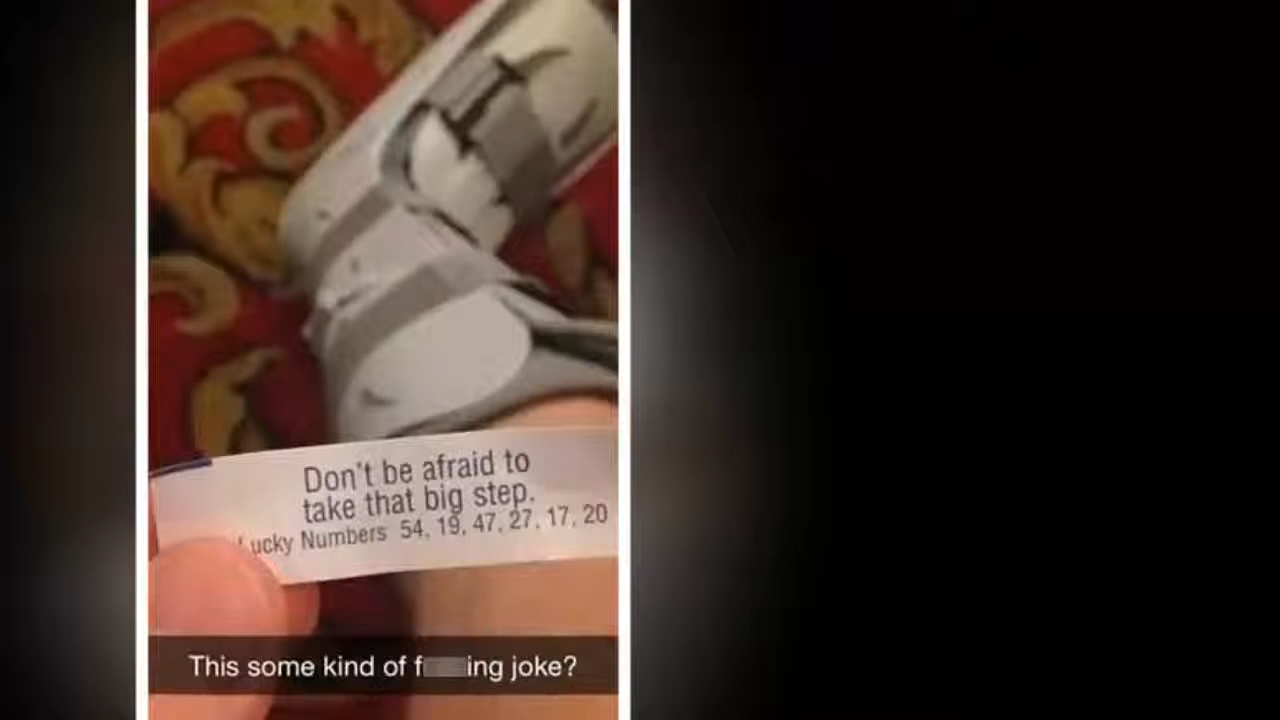 Don't be afraid to
take that big step.
Lucky Numbers 54, 19, 47, 27, 17, 20
This some kind of f ing joke?